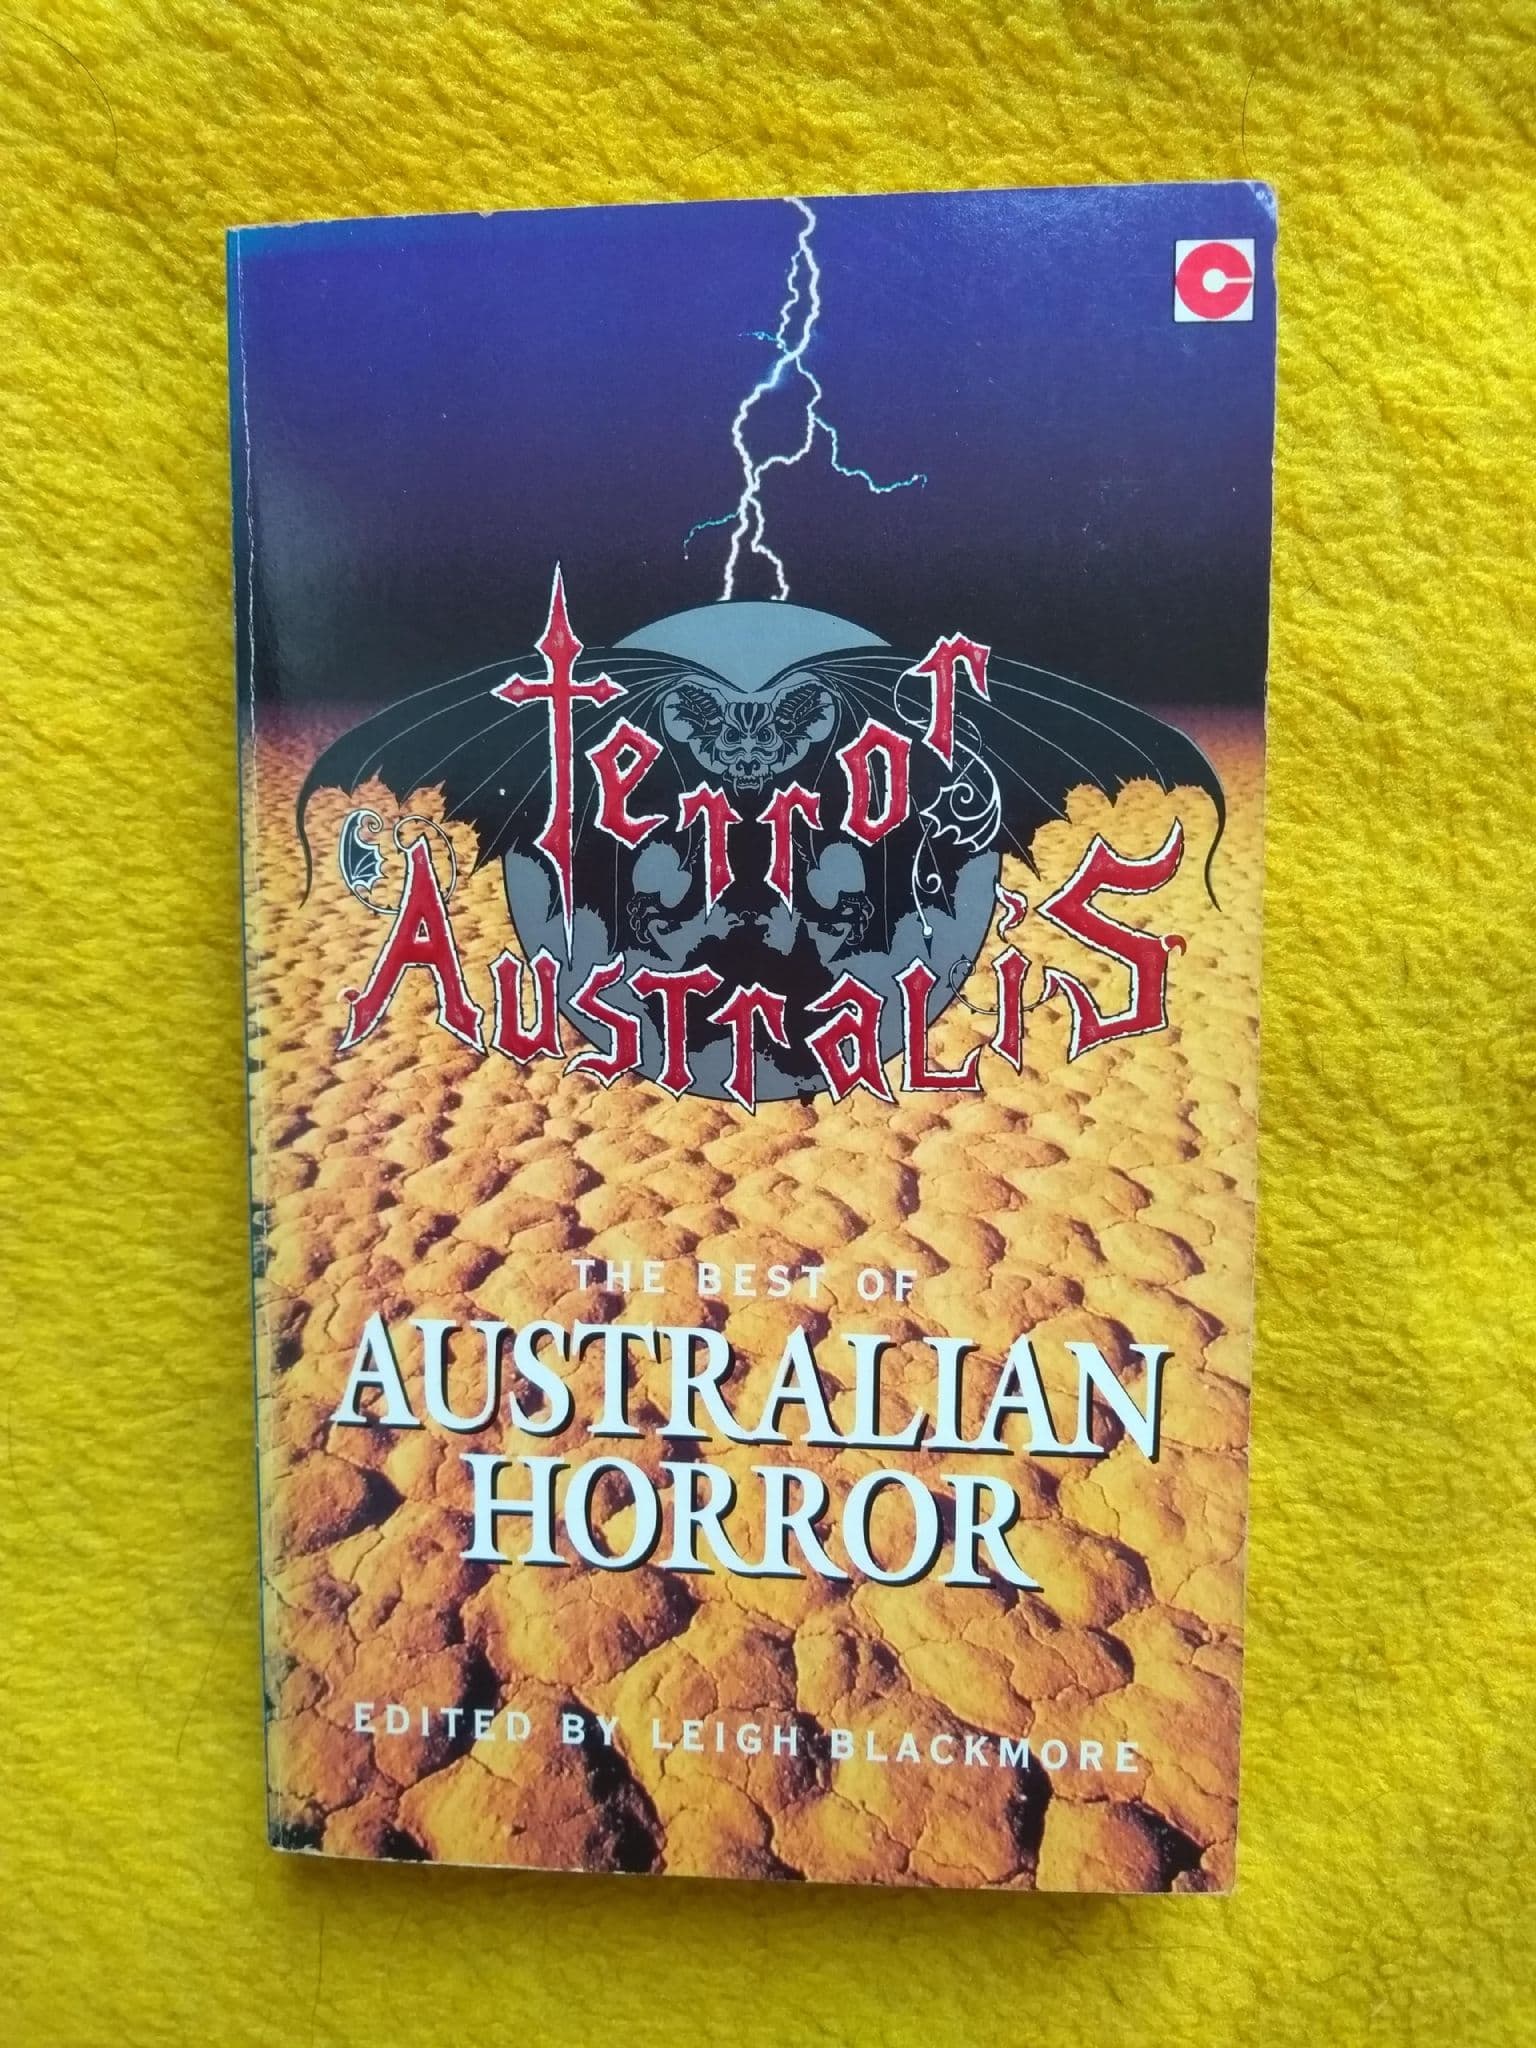 Terror
Australis
THE BEST OF
AUSTRALIAN
HORROR
EDITED BY LEIGH BLACKMORE